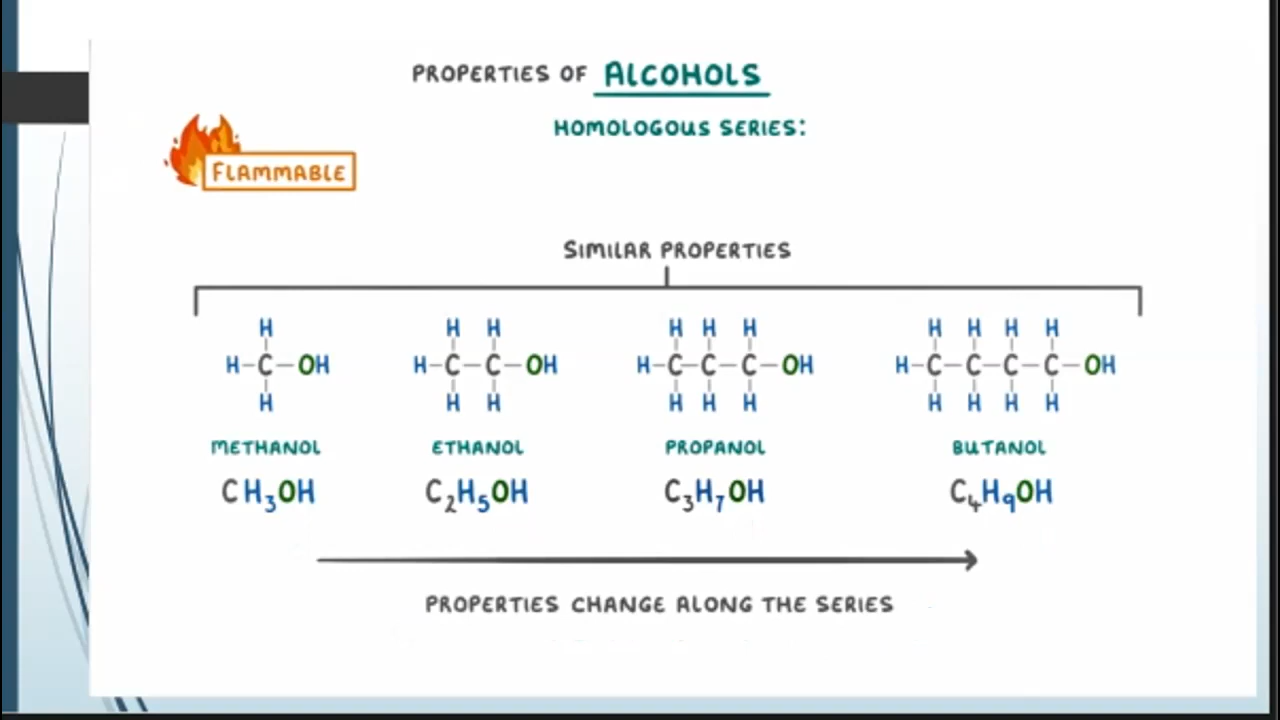 PROPERTIES OF ALCOHOLS
HOMOLOGOUS SERIES:
FLAMMABLE
SIMILAR PROPERTIES
H H H H H H H H H H
H-C-OH H-C-C-OH H-C-C-C-OH H-C-C-C-C-OH
H H H H H H H H H H
METHANOL ETHANOL PROPANOL BUTANOL
CH₃OH C₂H₅OH C₃H₇OH C₄H₉OH
PROPERTIES CHANGE ALONG THE SERIES